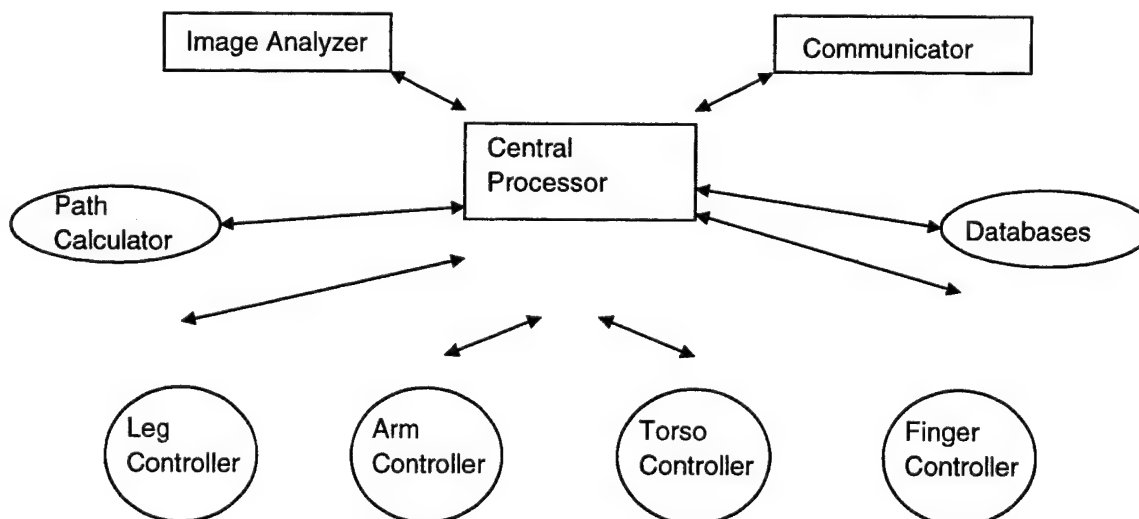 Image Analyzer
Communicator
Central
Processor
Path
Calculator
Databases
Leg
Controller
Arm
Controller
Torso
Controller
Finger
Controller